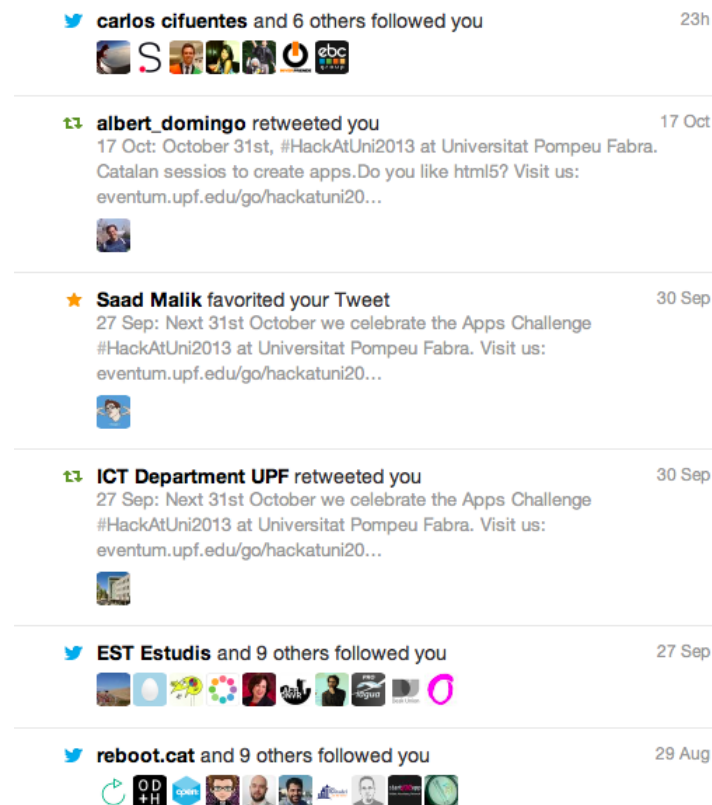 carlos cifuentes and 6 others followed you 23h
S ebc
group
albert_domingo retweeted you 17 Oct
17 Oct: October 31st, #HackAtUni2013 at Universitat Pompeu Fabra.
Catalan sessios to create apps.Do you like html5? Visit us:
eventum.upf.edu/go/hackatuni20...
Saad Malik favorited your Tweet 30 Sep
27 Sep: Next 31st October we celebrate the Apps Challenge
#HackAtUni2013 at Universitat Pompeu Fabra. Visit us:
eventum.upf.edu/go/hackatuni20...
ICT Department UPF retweeted you 30 Sep
27 Sep: Next 31st October we celebrate the Apps Challenge
#HackAtUni2013 at Universitat Pompeu Fabra. Visit us:
eventum.upf.edu/go/hackatuni20...
EST Estudis and 9 others followed you 27 Sep
PRO
reboot.cat and 9 others followed you 29 Aug
OD open
+H